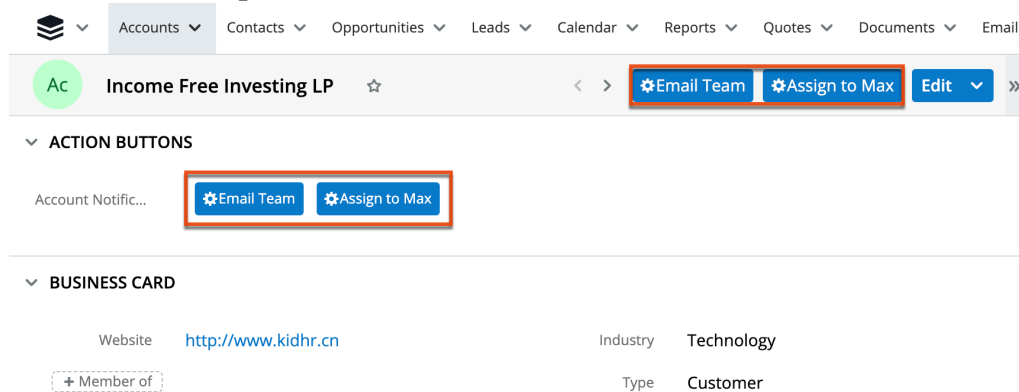 Accounts Contacts Opportunities Leads Calendar Reports Quotes Documents Email
Ac Income Free Investing LP Email Team Assign to Max Edit
ACTION BUTTONS
Account Notific... Email Team Assign to Max
BUSINESS CARD
Website http://www.kidhr.cn Industry Technology
+ Member of Type Customer